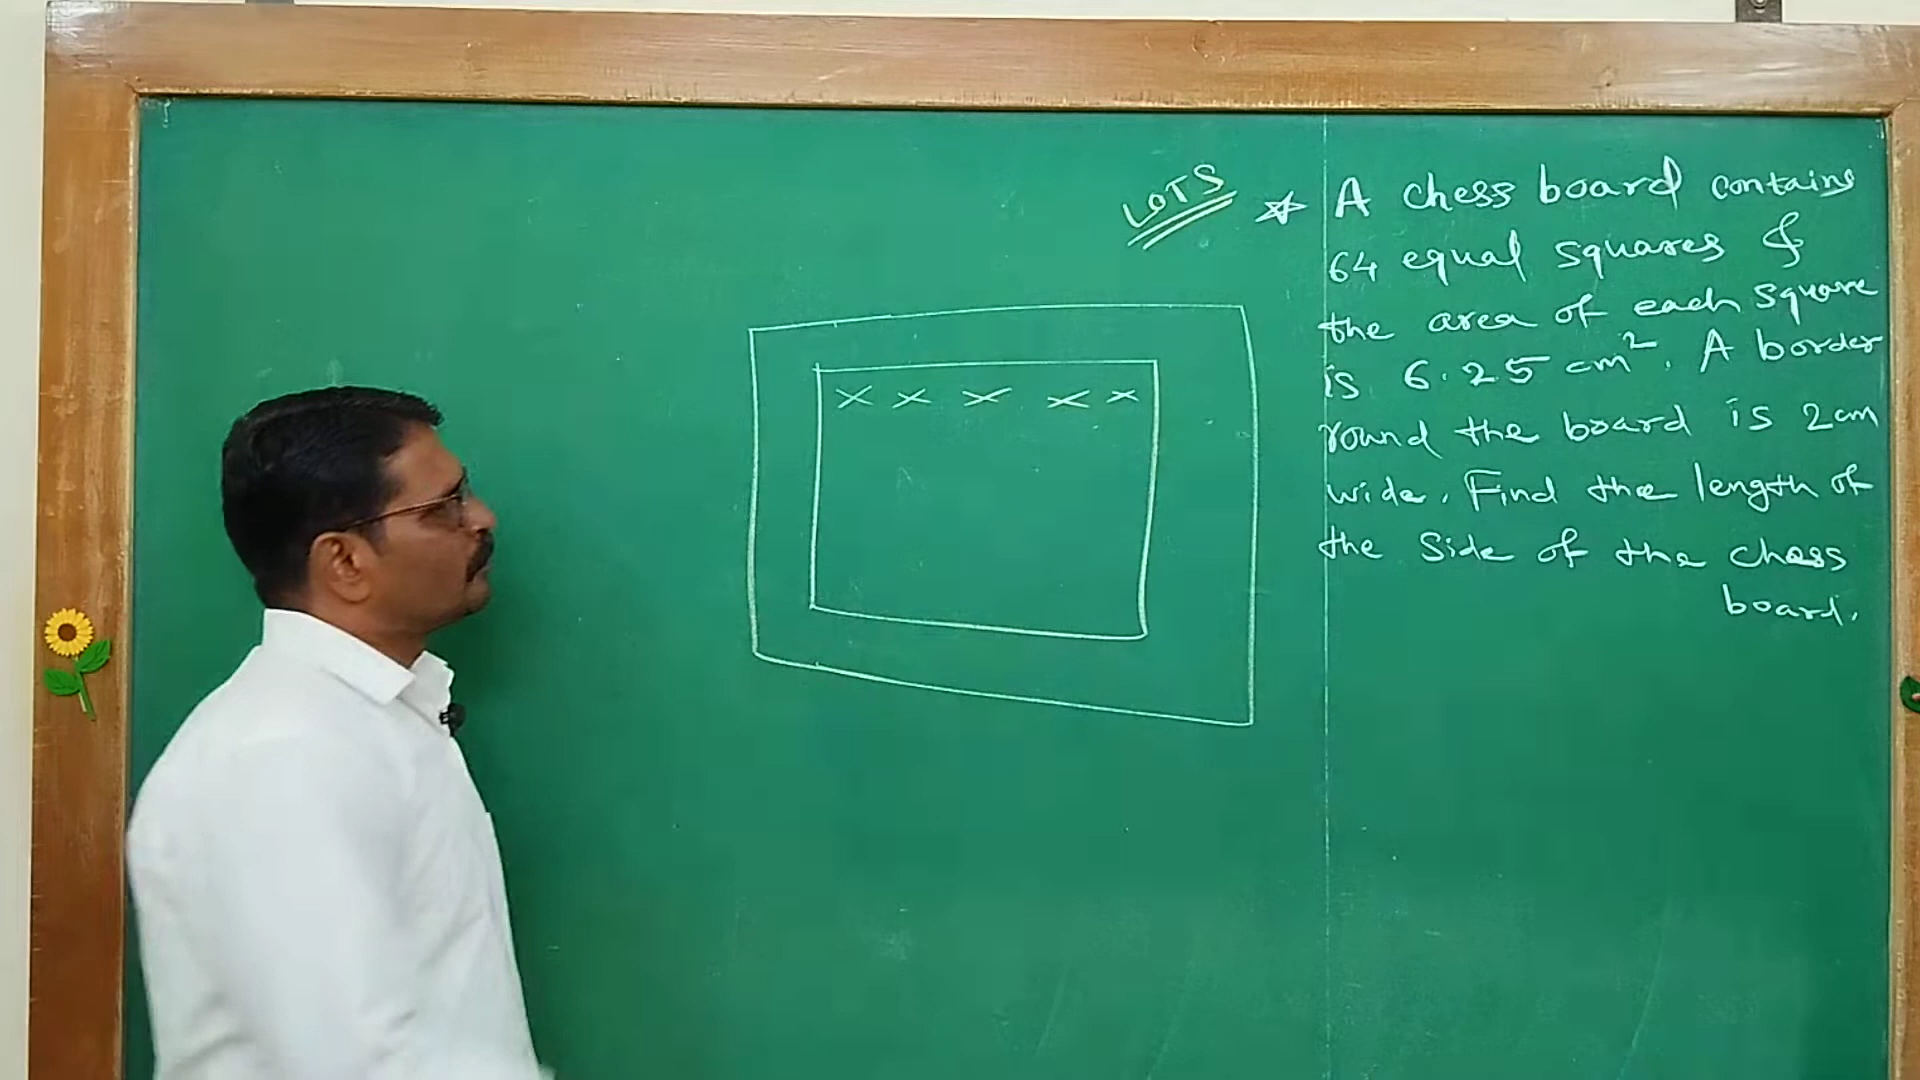 LOTS
A chess board contains
64 equal squares &
the area of each square
is 6.25 cm². A border
round the board is 2cm
wide. Find the length of
the side of the chess
board.
x x x x x